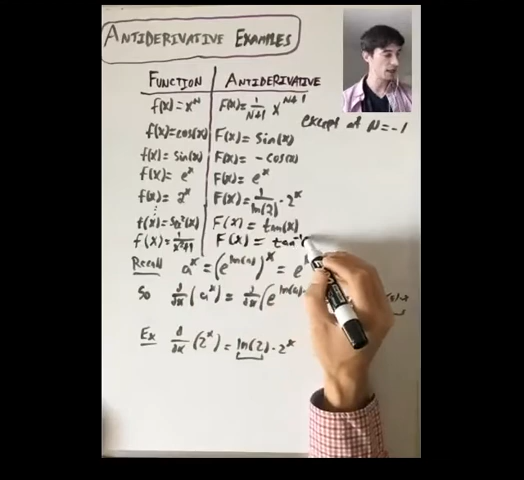 ANTIDERIVATIVE EXAMPLES
FUNCTION ANTIDERIVATIVE
f(x) = x^N F(x) = 1/(N+1) x^(N+1)
except at N = -1
f(x) = cos(x) F(x) = sin(x)
f(x) = sin(x) F(x) = - cos(x)
f(x) = e^x F(x) = e^x
f(x) = 2^x F(x) = 1/ln(2) · 2^x
⋮
f(x) = sec²(x) F(x) = tan(x)
f(x) = 1/(x²+1) F(x) = tan⁻¹(
Recall a^x = (e^ln(a))^x = e
So d/dx (a^x) = d/dx (e^ln(a)·
Ex d/dx (2^x) = ln(2) · 2^x